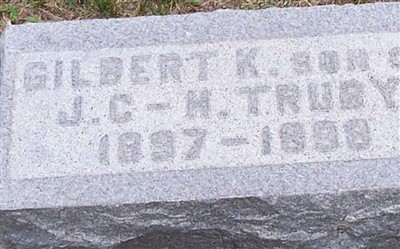 GILBERT K. SON
J.C - H. TRUBY
1897 - 1898